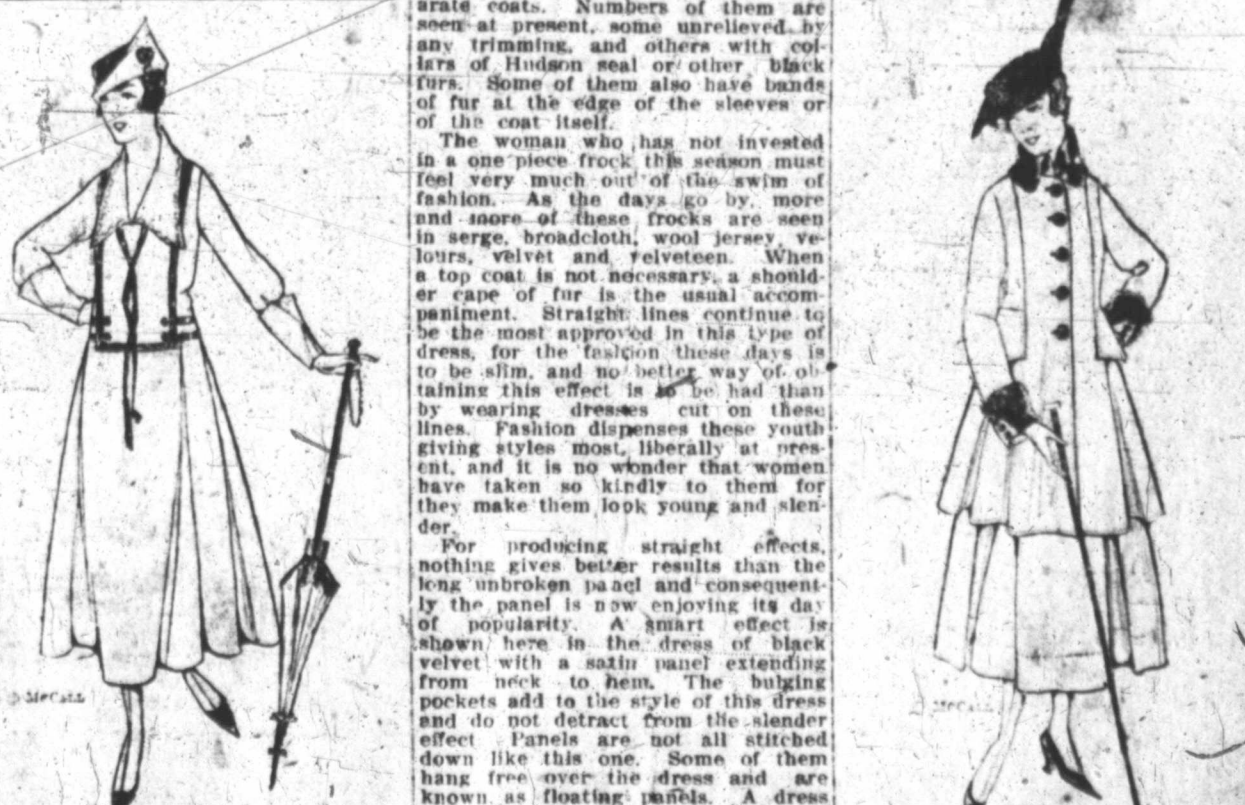 arate coats. Numbers of them are
seen at present, some unrelieved by
any trimming, and others with col-
lars of Hudson seal or other black
furs. Some of them also have bands
of fur at the edge of the sleeves or
of the coat itself.
The woman who has not invested
in a one piece frock this season must
feel very much out of the swim of
fashion. As the days go by, more
and more of these frocks are seen
in serge, broadcloth, wool jersey, ve-
lours, velvet and velveteen. When
a top coat is not necessary, a should-
er cape of fur is the usual accom-
paniment. Straight lines continue to
be the most approved in this type of
dress, for the fashion these days is
to be slim, and no better way of ob-
taining this effect is to be had than
by wearing dresses cut on these
lines. Fashion dispenses these youth
giving styles most liberally at pres-
ent, and it is no wonder that women
have taken so kindly to them for
they make them look young and slen-
der.
For producing straight effects,
nothing gives better results than the
long unbroken panel and consequent-
ly the panel is now enjoying its day
of popularity. A smart effect is
shown here in the dress of black
velvet with a satin panel extending
from neck to hem. The bulging
pockets add to the style of this dress
and do not detract from the slender
effect Panels are not all stitched
down like this one. Some of them
hang free over the dress and are
known as floating panels. A dress
© McCall
© McCall